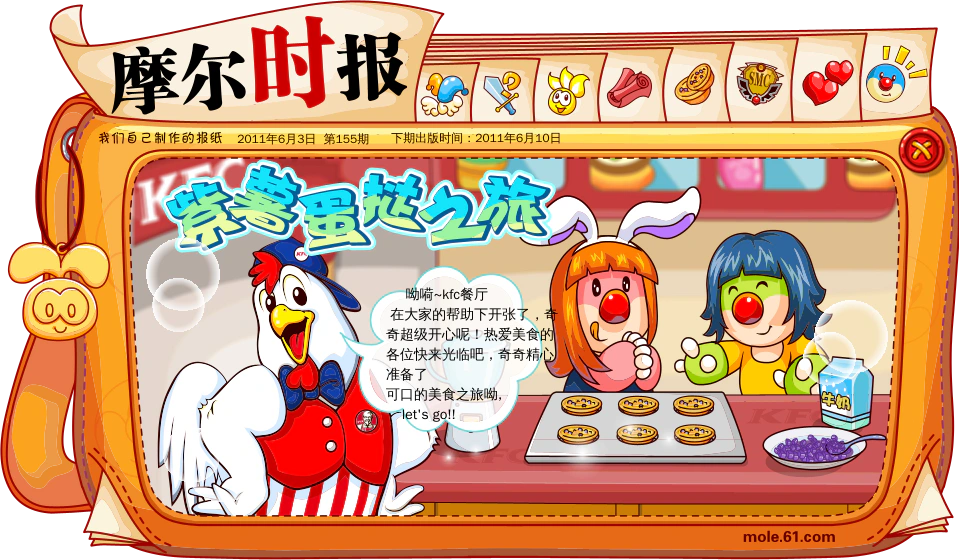 摩尔时报
SMC
我们自己制作的报纸 2011年6月3日 第155期 下期出版时间：2011年6月10日
KFC
紫薯蛋挞之旅
呦嗬~kfc餐厅
在大家的帮助下开张了，奇
奇超级开心呢！热爱美食的
各位快来光临吧，奇奇精心
准备了
可口的美食之旅呦,
let's go!!
牛奶
mole.61.com